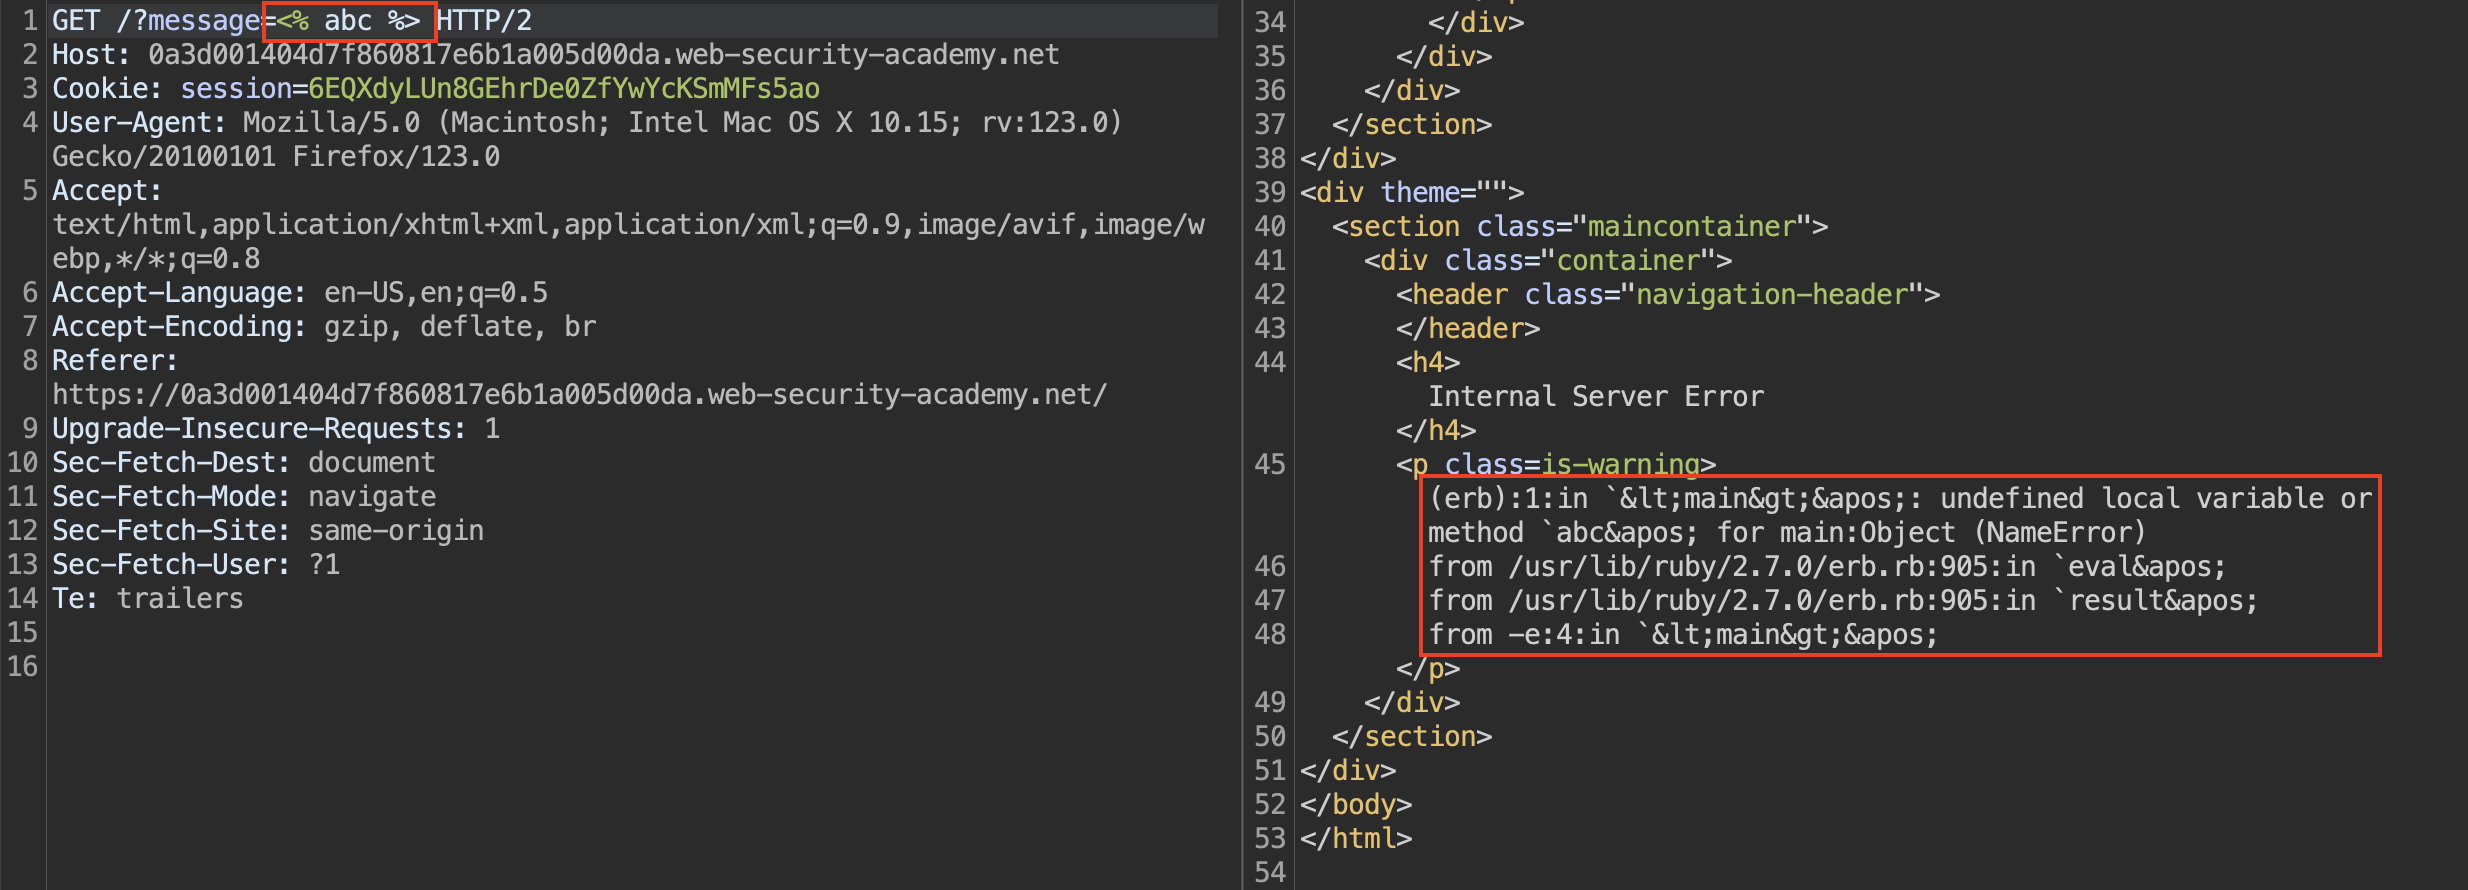 1 GET /?message=<% abc %> HTTP/2
2 Host: 0a3d001404d7f860817e6b1a005d00da.web-security-academy.net
3 Cookie: session=6EQXdyLUn8GEhrDe0ZfYwYcKSmMFs5ao
4 User-Agent: Mozilla/5.0 (Macintosh; Intel Mac OS X 10.15; rv:123.0)
Gecko/20100101 Firefox/123.0
5 Accept:
text/html,application/xhtml+xml,application/xml;q=0.9,image/avif,image/w
ebp,*/*;q=0.8
6 Accept-Language: en-US,en;q=0.5
7 Accept-Encoding: gzip, deflate, br
8 Referer:
https://0a3d001404d7f860817e6b1a005d00da.web-security-academy.net/
9 Upgrade-Insecure-Requests: 1
10 Sec-Fetch-Dest: document
11 Sec-Fetch-Mode: navigate
12 Sec-Fetch-Site: same-origin
13 Sec-Fetch-User: ?1
14 Te: trailers
15
16
34 </div>
35 </div>
36 </div>
37 </section>
38 </div>
39 <div theme="">
40 <section class="maincontainer">
41 <div class="container">
42 <header class="navigation-header">
43 </header>
44 <h4>
Internal Server Error
</h4>
45 <p class=is-warning>
(erb):1:in `&lt;main&gt;&apos;: undefined local variable or
method `abc&apos; for main:Object (NameError)
46 from /usr/lib/ruby/2.7.0/erb.rb:905:in `eval&apos;
47 from /usr/lib/ruby/2.7.0/erb.rb:905:in `result&apos;
48 from -e:4:in `&lt;main&gt;&apos;
</p>
49 </div>
50 </section>
51 </div>
52 </body>
53 </html>
54